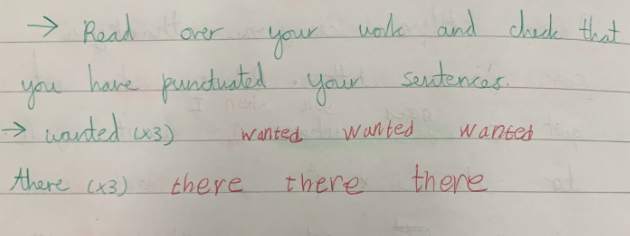 → Read over your work and check that
you have punctuated your sentences.
→ wanted (x3) wanted wanted wanted
there (x3) there there there